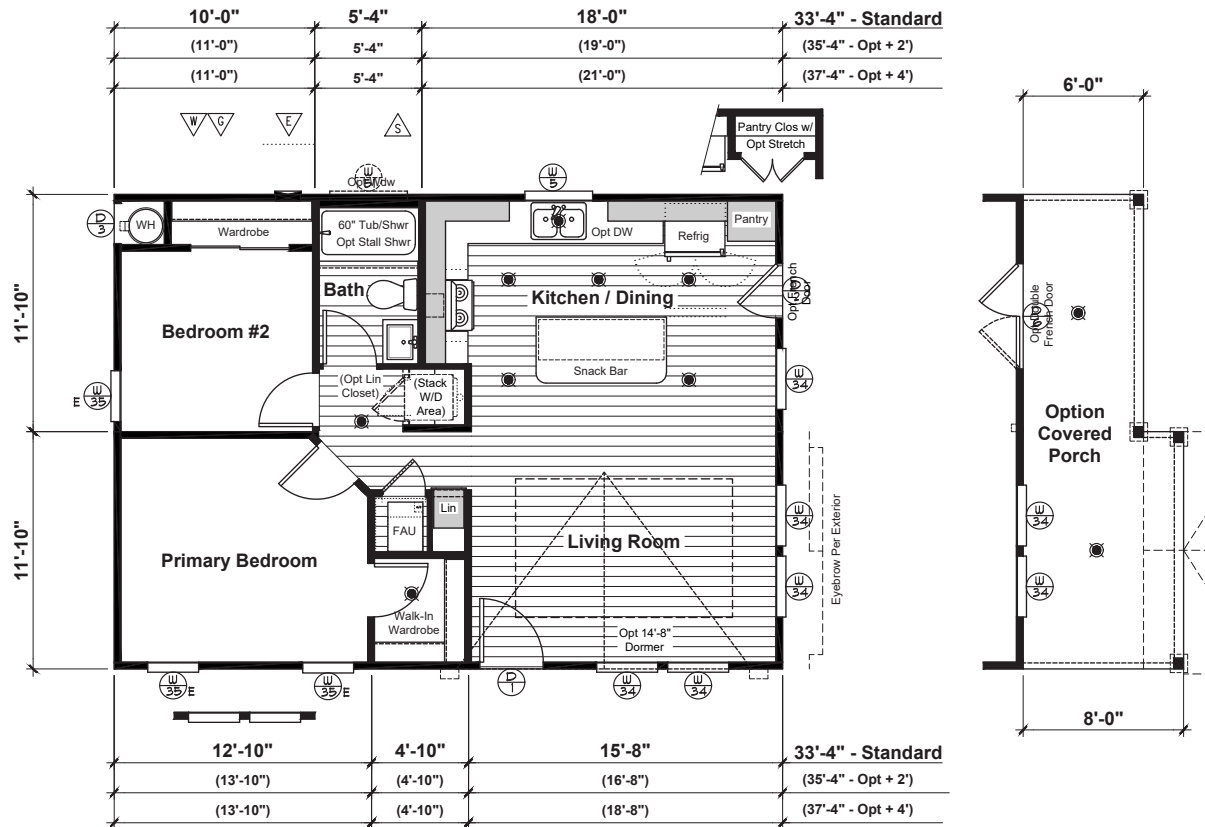 10'-0" 5'-4" 18'-0" 33'-4" - Standard
(11'-0") 5'-4" (19'-0") (35'-4" - Opt + 2')
(11'-0") 5'-4" (21'-0") (37'-4" - Opt + 4')
6'-0"
W G E S
Pantry Clos w/
Opt Stretch
W
5
D
3
WH
Wardrobe
60" Tub/Shwr
Opt Stall Shwr
Opt DW
Refrig
Pantry
Bath
Kitchen / Dining
Opt French
Door
Bedroom #2
Snack Bar
(Opt Lin
Closet)
(Stack
W/D
Area)
W
34
E
W
35
11'-10"
11'-10"
Primary Bedroom
FAU
Lin
Living Room
W
34
W
34
Eyebrow Per Exterior
Walk-In
Wardrobe
Opt 14'-8"
Dormer
W
35
E
W
35
E
D
1
W
34
W
34
French Door
Option
Covered
Porch
W
34
W
34
8'-0"
12'-10" 4'-10" 15'-8" 33'-4" - Standard
(13'-10") (4'-10") (16'-8") (35'-4" - Opt + 2')
(13'-10") (4'-10") (18'-8") (37'-4" - Opt + 4')